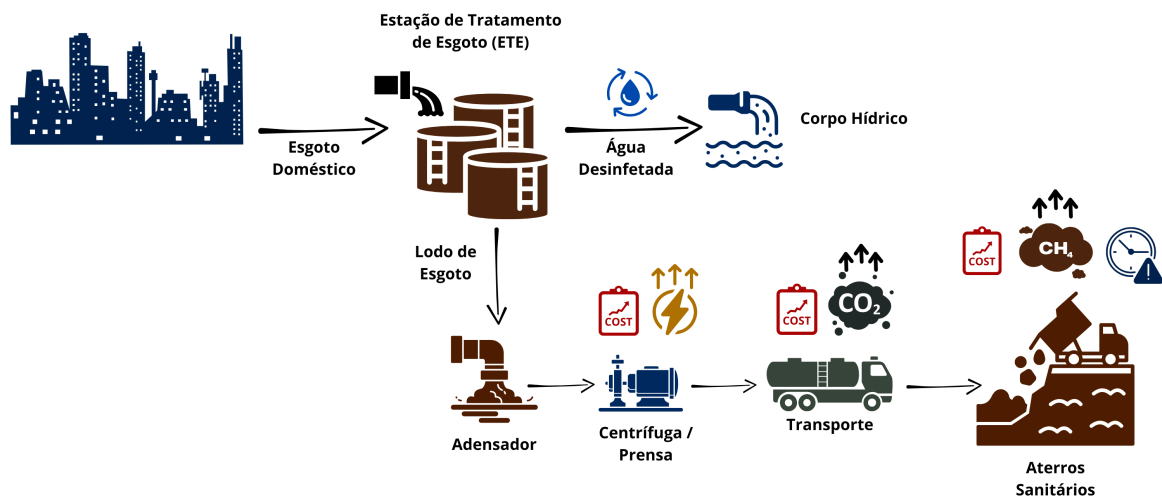 Estação de Tratamento
de Esgoto (ETE)
Esgoto
Doméstico
Água
Desinfetada
Corpo Hídrico
Lodo de
Esgoto
COST
CH₄
COST
COST
CO₂
Adensador
Centrífuga /
Prensa
Transporte
Aterros
Sanitários